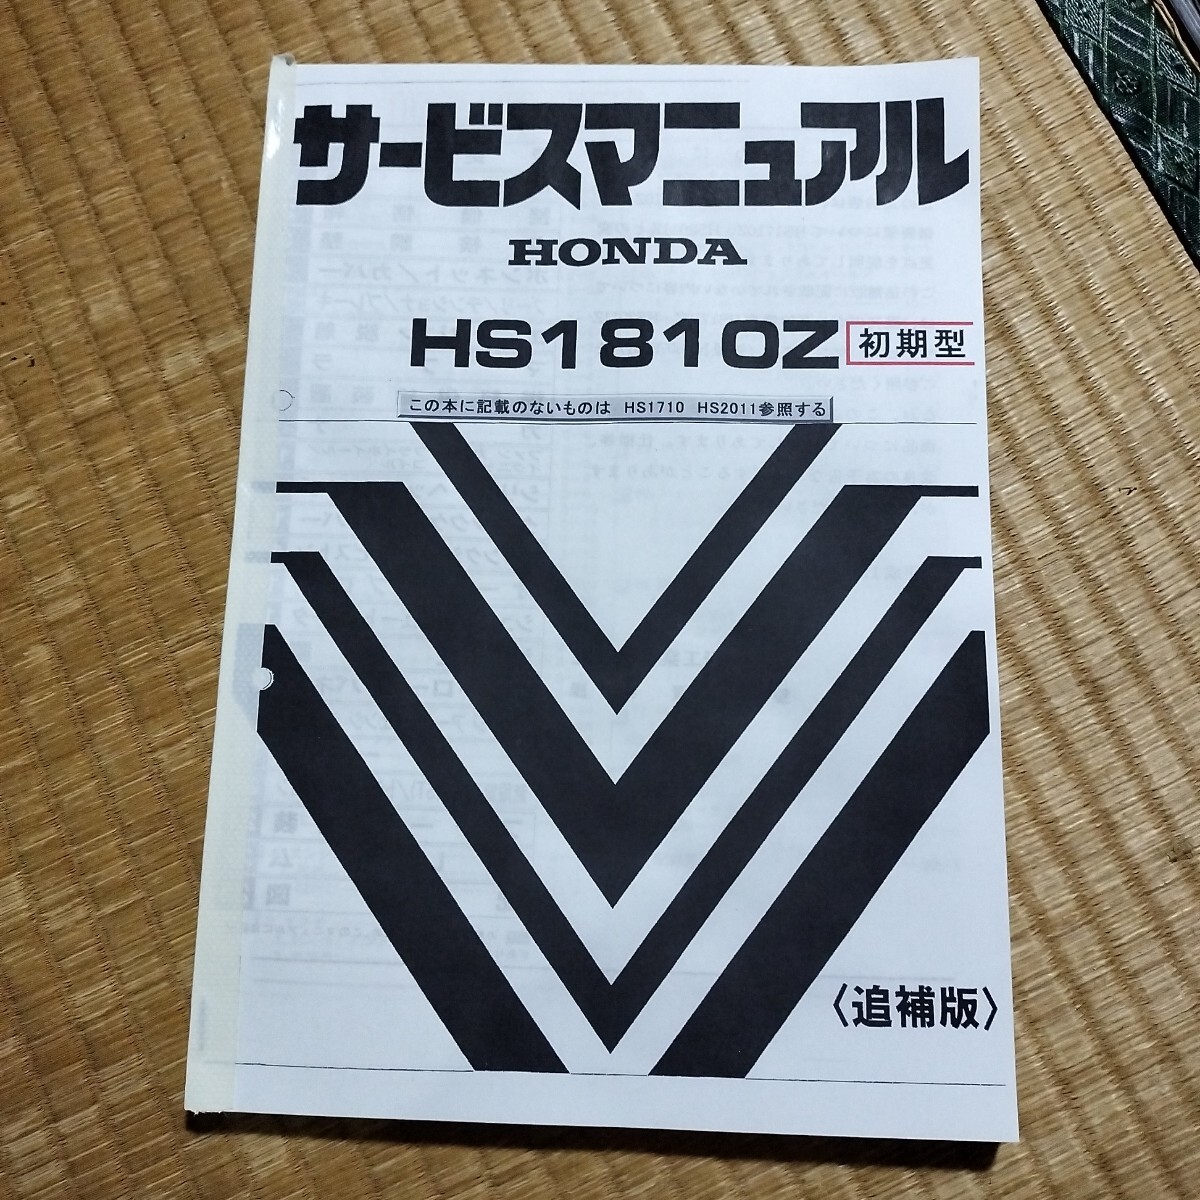 サービスマニュアル
HONDA
HS1810Z 初期型
この本に記載のないものは HS1710 HS2011参照する
〈追補版〉